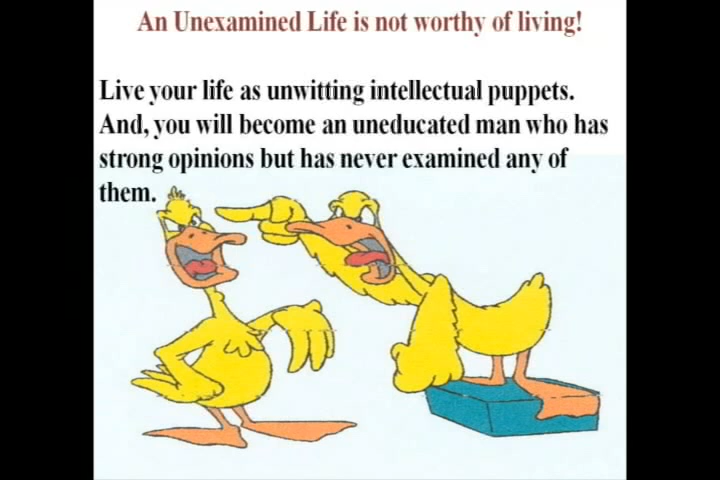 An Unexamined Life is not worthy of living!
Live your life as unwitting intellectual puppets.
And, you will become an uneducated man who has
strong opinions but has never examined any of
them.